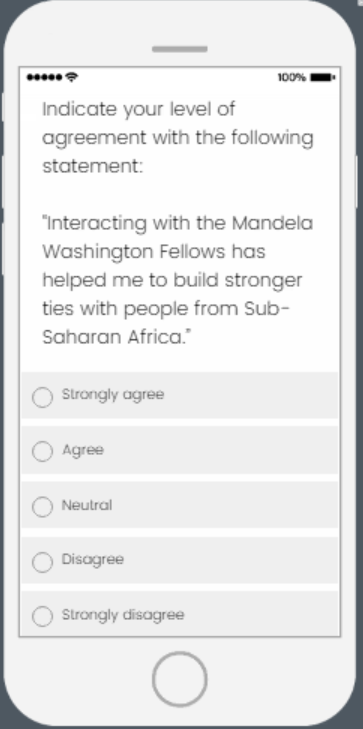 100%
Indicate your level of
agreement with the following
statement:
"Interacting with the Mandela
Washington Fellows has
helped me to build stronger
ties with people from Sub-
Saharan Africa."
Strongly agree
Agree
Neutral
Disagree
Strongly disagree